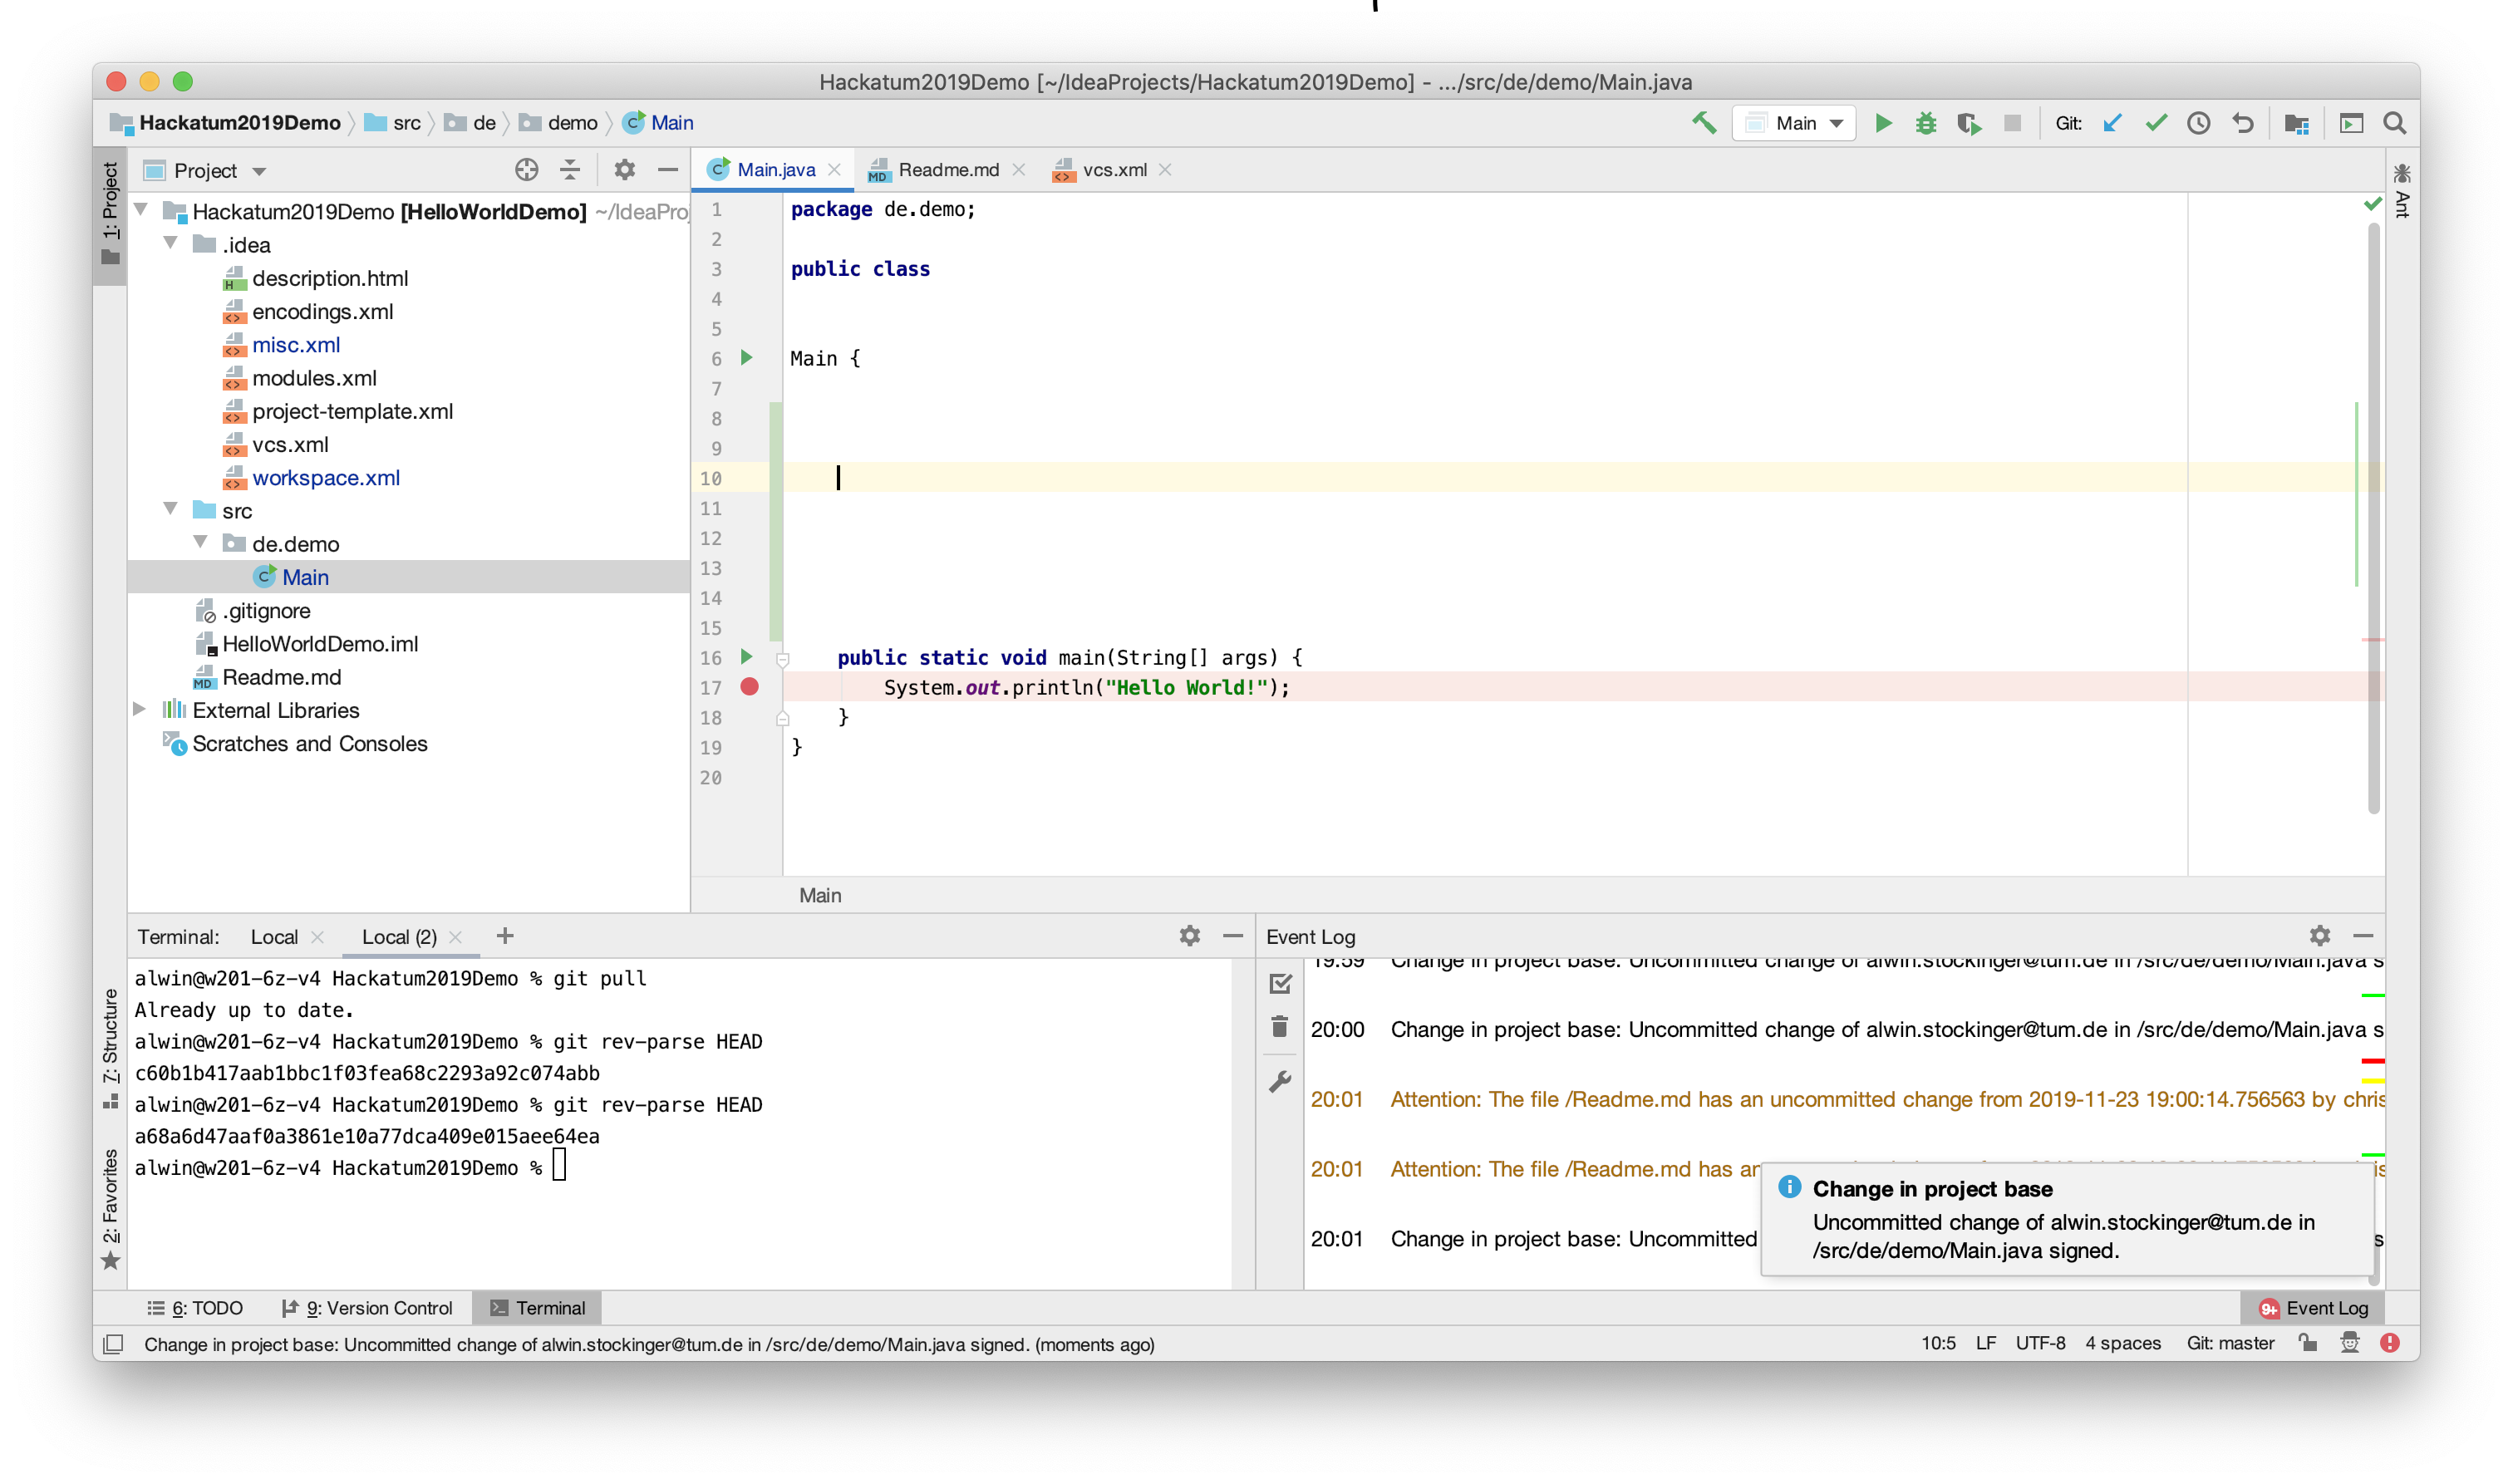 Hackatum2019Demo [~/IdeaProjects/Hackatum2019Demo] - .../src/de/demo/Main.java
Hackatum2019Demo src de demo Main
Main Git:
1: Project
Project
Main.java Readme.md vcs.xml
Ant
Hackatum2019Demo [HelloWorldDemo] ~/IdeaProj
.idea
description.html
encodings.xml
misc.xml
modules.xml
project-template.xml
vcs.xml
workspace.xml
src
de.demo
Main
.gitignore
HelloWorldDemo.iml
Readme.md
External Libraries
Scratches and Consoles
1 package de.demo;
2
3 public class
4
5
6 Main {
7
8
9
10
11
12
13
14
15
16 public static void main(String[] args) {
17 System.out.println("Hello World!");
18 }
19 }
20
Main
7: Structure
2: Favorites
Terminal: Local Local (2)
alwin@w201-6z-v4 Hackatum2019Demo % git pull
Already up to date.
alwin@w201-6z-v4 Hackatum2019Demo % git rev-parse HEAD
c60b1b417aab1bbc1f03fea68c2293a92c074abb
alwin@w201-6z-v4 Hackatum2019Demo % git rev-parse HEAD
a68a6d47aaf0a3861e10a77dca409e015aee64ea
alwin@w201-6z-v4 Hackatum2019Demo %
Event Log
19:59 Change in project base: Uncommitted change of alwin.stockinger@tum.de in /src/de/demo/Main.java s
20:00 Change in project base: Uncommitted change of alwin.stockinger@tum.de in /src/de/demo/Main.java s
20:01 Attention: The file /Readme.md has an uncommitted change from 2019-11-23 19:00:14.756563 by chris
20:01 Attention: The file /Readme.md has an
20:01 Change in project base: Uncommitted
Change in project base
Uncommitted change of alwin.stockinger@tum.de in
/src/de/demo/Main.java signed.
6: TODO 9: Version Control Terminal
9+ Event Log
Change in project base: Uncommitted change of alwin.stockinger@tum.de in /src/de/demo/Main.java signed. (moments ago)
10:5 LF UTF-8 4 spaces Git: master